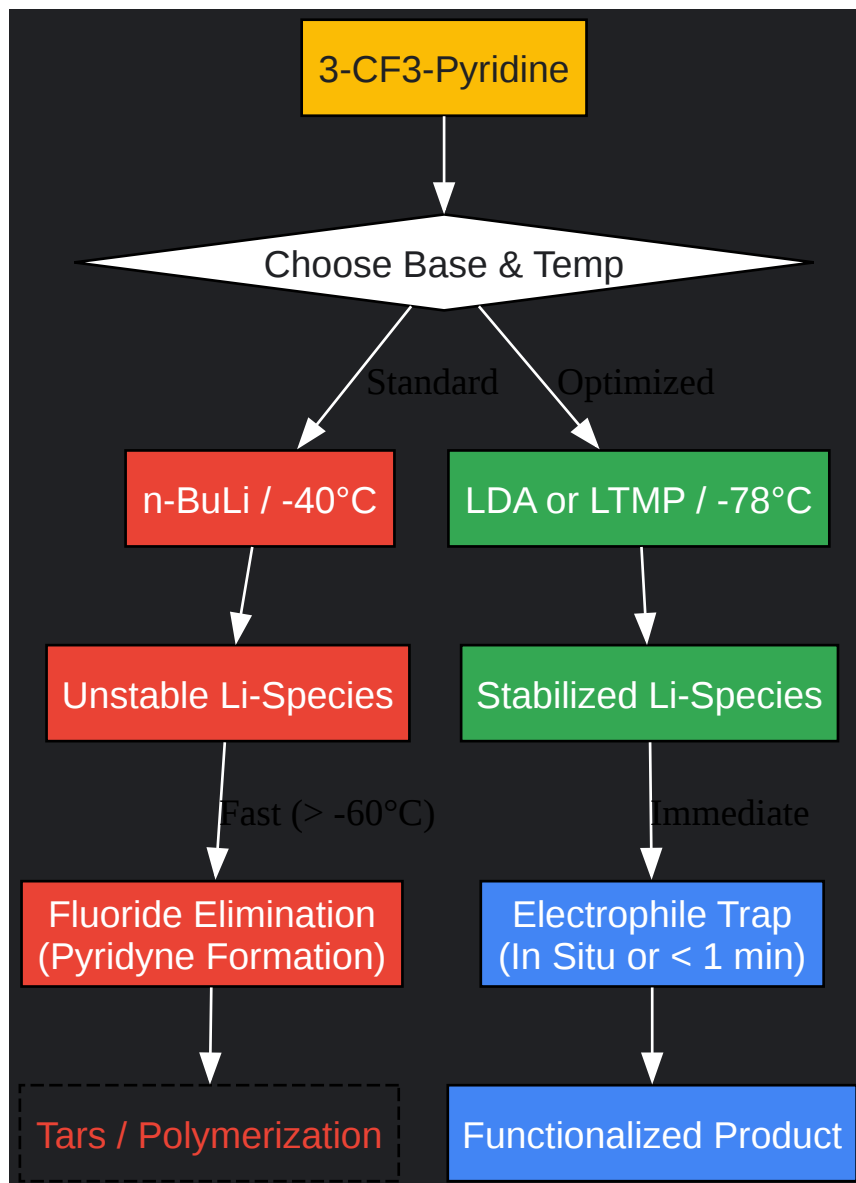 3-CF3-Pyridine
Choose Base & Temp
Standard
Optimized
n-BuLi / -40°C
LDA or LTMP / -78°C
Unstable Li-Species
Stabilized Li-Species
Fast (> -60°C)
Immediate
Fluoride Elimination
(Pyridyne Formation)
Electrophile Trap
(In Situ or < 1 min)
Tars / Polymerization
Functionalized Product